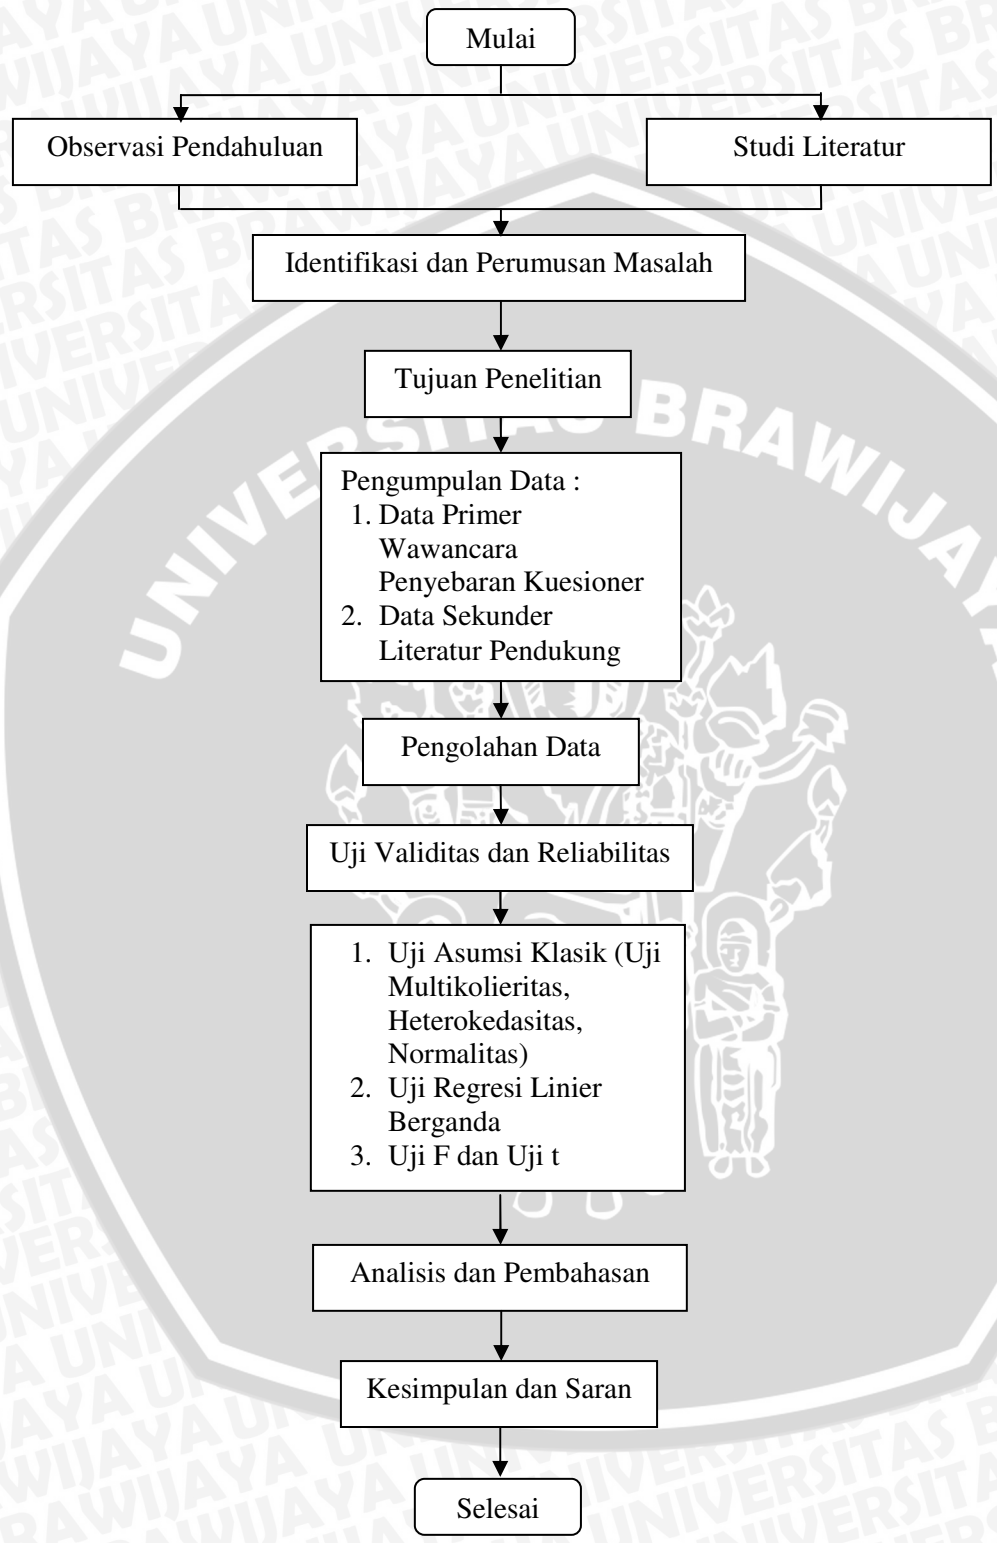 Mulai
Observasi Pendahuluan
Studi Literatur
Identifikasi dan Perumusan Masalah
Tujuan Penelitian
UNIVERSITAS BRAWIJAYA
Pengumpulan Data :
1. Data Primer
Wawancara
Penyebaran Kuesioner
2. Data Sekunder
Literatur Pendukung
Pengolahan Data
Uji Validitas dan Reliabilitas
1. Uji Asumsi Klasik (Uji
Multikolieritas,
Heterokedasitas,
Normalitas)
2. Uji Regresi Linier
Berganda
3. Uji F dan Uji t
Analisis dan Pembahasan
Kesimpulan dan Saran
Selesai